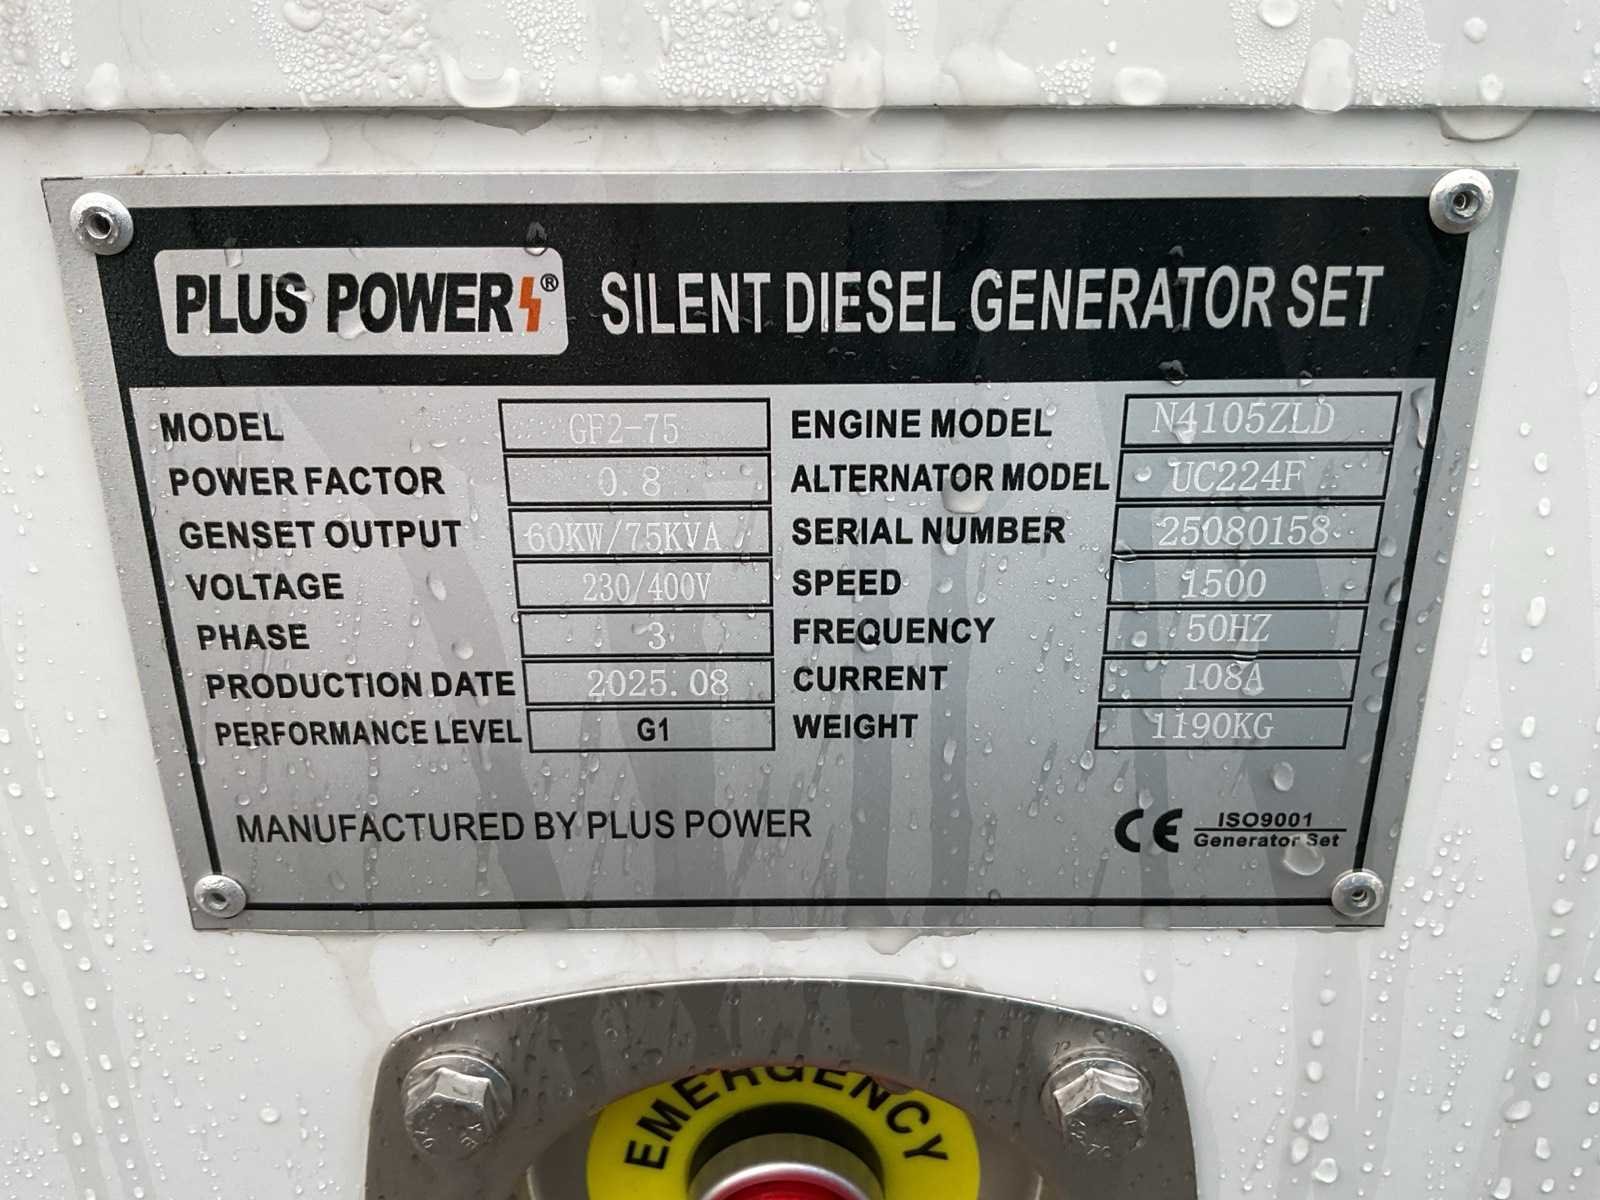 PLUS POWER ® SILENT DIESEL GENERATOR SET
MODEL GF2-75 ENGINE MODEL N4105ZLD
POWER FACTOR 0.8 ALTERNATOR MODEL UC224F
GENSET OUTPUT 60KW/75KVA SERIAL NUMBER 25080158
VOLTAGE 230/400V SPEED 1500
PHASE 3 FREQUENCY 50HZ
PRODUCTION DATE 2025.08 CURRENT 108A
PERFORMANCE LEVEL G1 WEIGHT 1190KG
MANUFACTURED BY PLUS POWER CE ISO9001
Generator Set
EMERGENCY